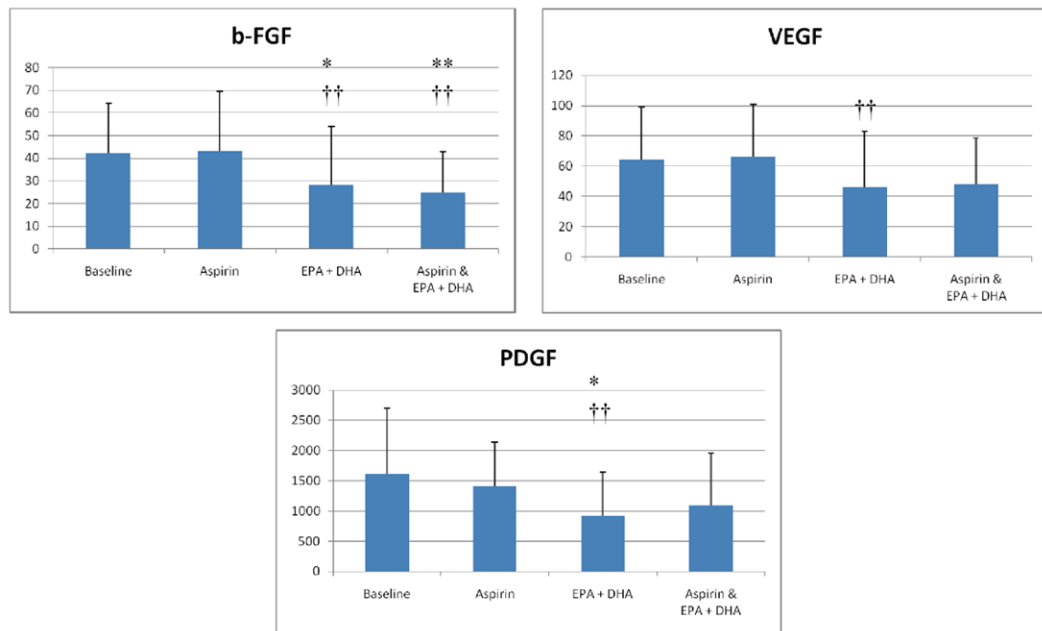 b-FGF
80
70
60
50
40
30
20
10
0
*
††
**
††
Baseline
Aspirin
EPA + DHA
Aspirin &
EPA + DHA
VEGF
120
100
80
60
40
20
0
††
Baseline
Aspirin
EPA + DHA
Aspirin &
EPA + DHA
PDGF
3000
2500
2000
1500
1000
500
0
*
††
Baseline
Aspirin
EPA + DHA
Aspirin &
EPA + DHA